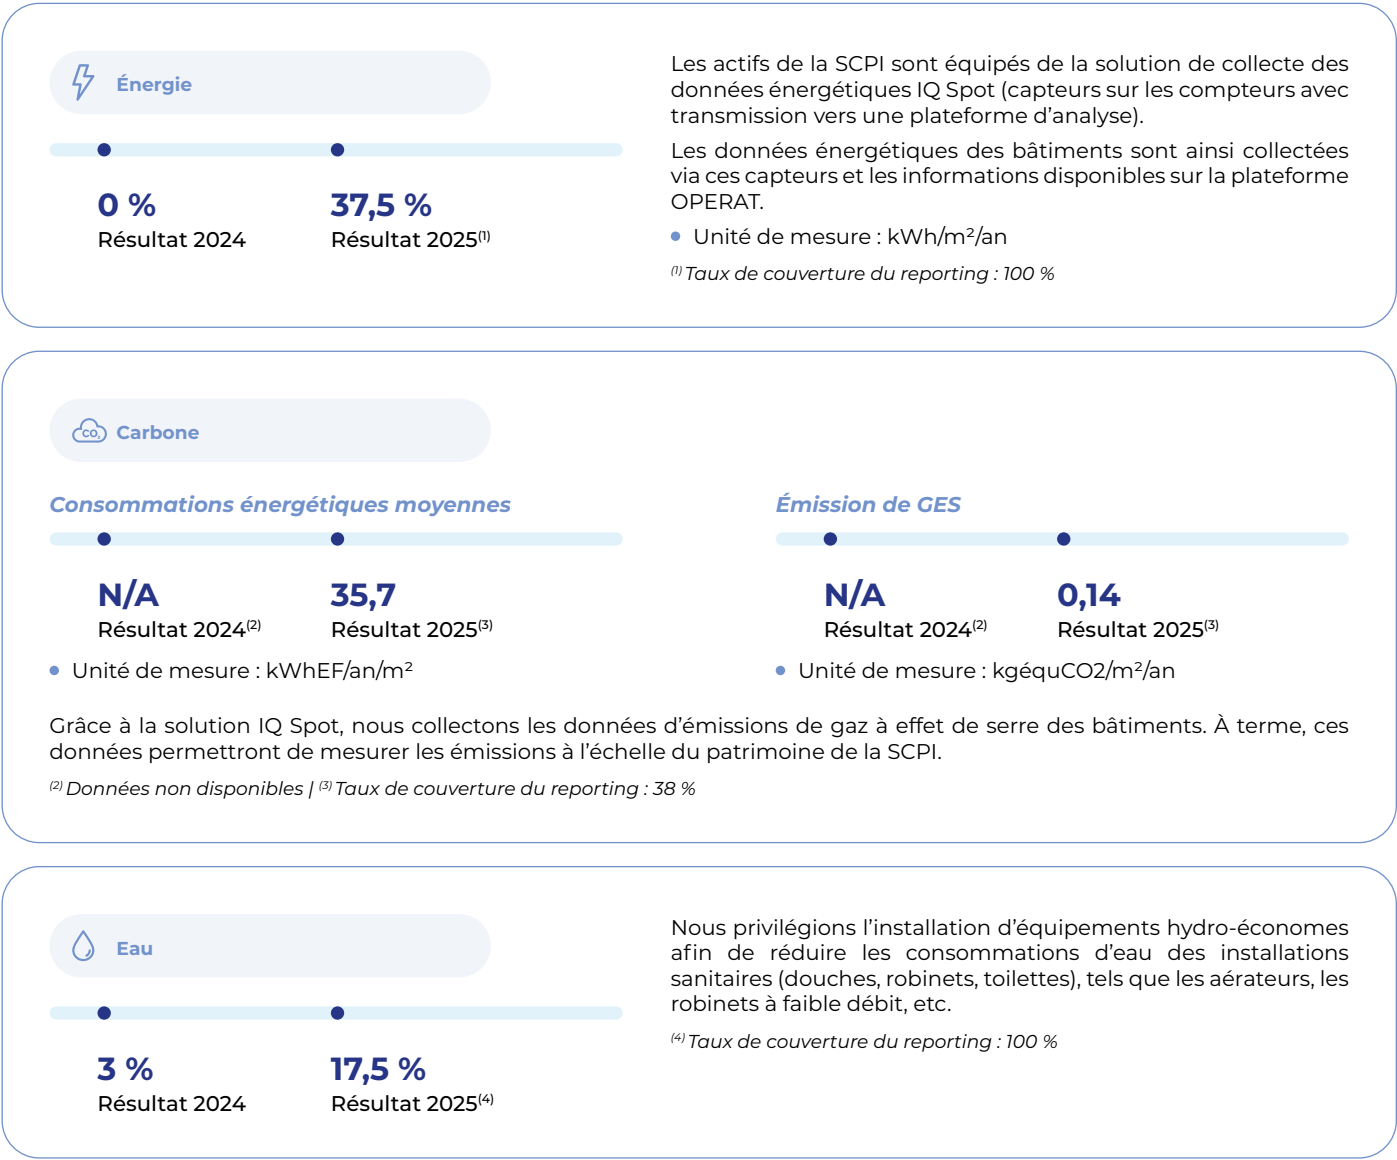 Énergie
0 %
Résultat 2024
37,5 %
Résultat 2025(1)
Les actifs de la SCPI sont équipés de la solution de collecte des
données énergétiques IQ Spot (capteurs sur les compteurs avec
transmission vers une plateforme d’analyse).
Les données énergétiques des bâtiments sont ainsi collectées
via ces capteurs et les informations disponibles sur la plateforme
OPERAT.
• Unité de mesure : kWh/m²/an
(1) Taux de couverture du reporting : 100 %
CO₂ Carbone
Consommations énergétiques moyennes
N/A
Résultat 2024(2)
35,7
Résultat 2025(3)
• Unité de mesure : kWhEF/an/m²
Émission de GES
N/A
Résultat 2024(2)
0,14
Résultat 2025(3)
• Unité de mesure : kgéquCO2/m²/an
Grâce à la solution IQ Spot, nous collectons les données d’émissions de gaz à effet de serre des bâtiments. À terme, ces
données permettront de mesurer les émissions à l’échelle du patrimoine de la SCPI.
(2) Données non disponibles | (3) Taux de couverture du reporting : 38 %
Eau
3 %
Résultat 2024
17,5 %
Résultat 2025(4)
Nous privilégions l’installation d’équipements hydro-économes
afin de réduire les consommations d’eau des installations
sanitaires (douches, robinets, toilettes), tels que les aérateurs, les
robinets à faible débit, etc.
(4) Taux de couverture du reporting : 100 %